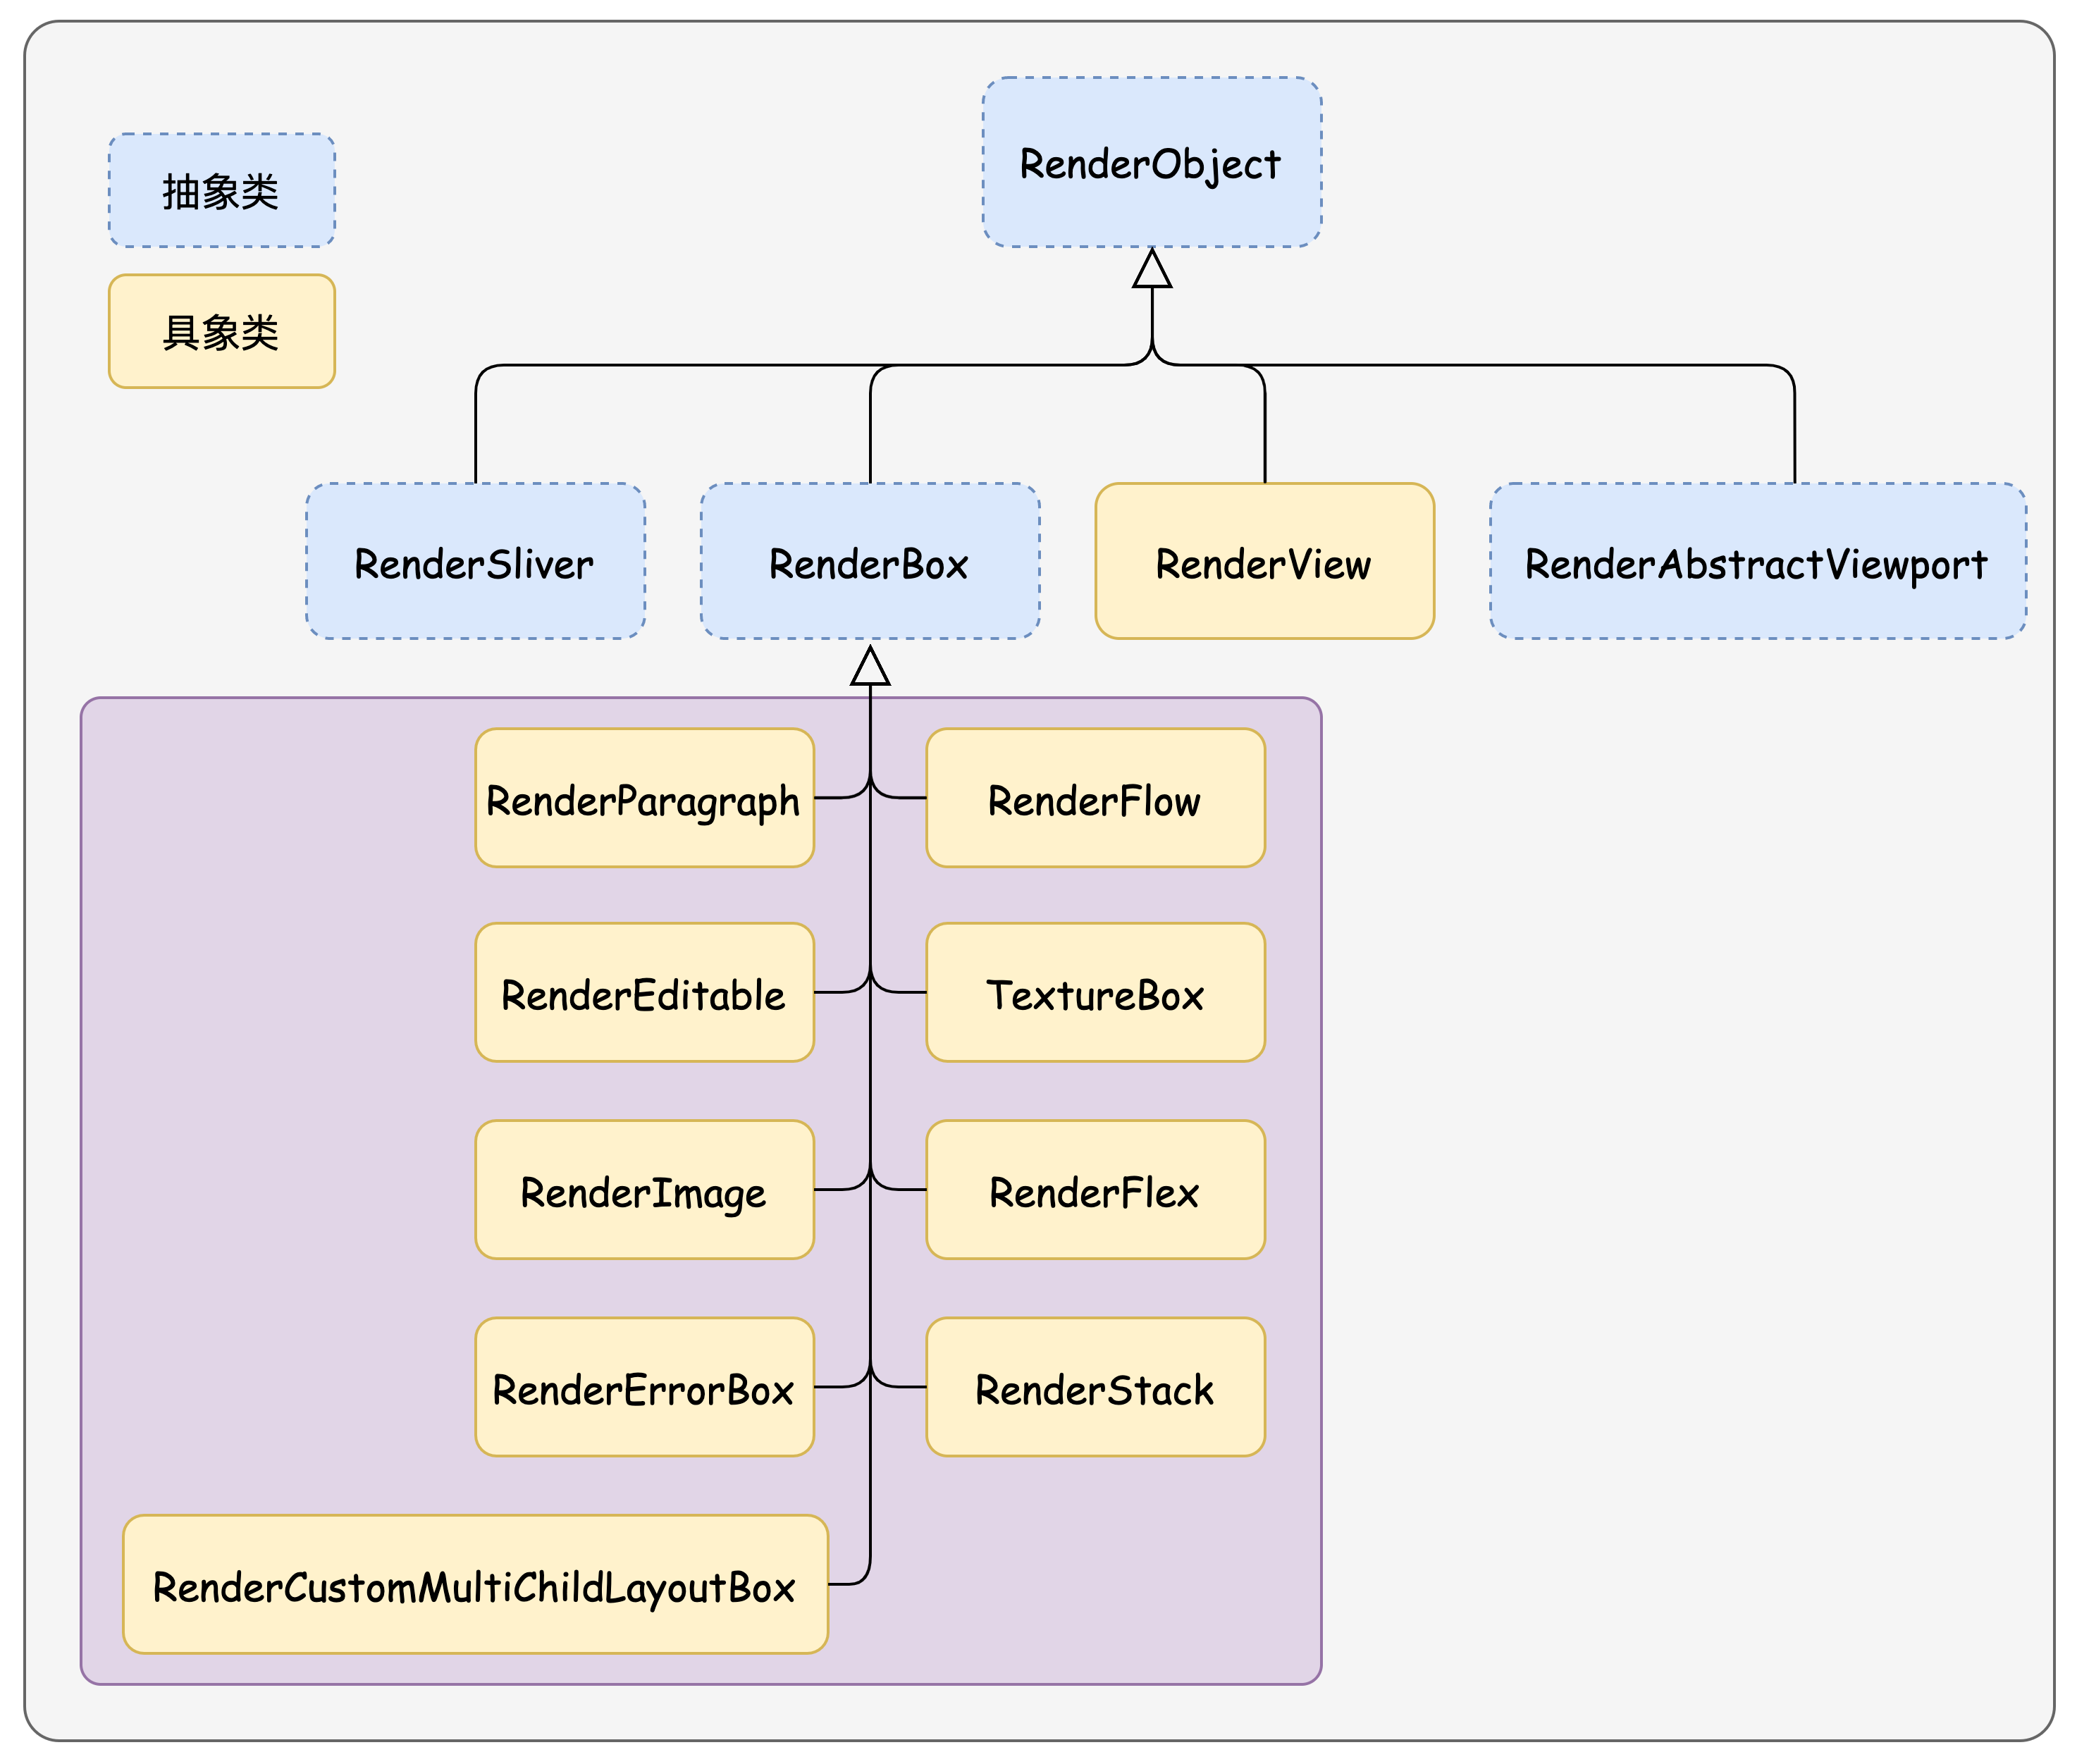 RenderObject
抽象类
具象类
RenderSliver
RenderBox
RenderView
RenderAbstractViewport
RenderParagraph
RenderFlow
RenderEditable
TextureBox
RenderImage
RenderFlex
RenderErrorBox
RenderStack
RenderCustomMultiChildLayoutBox